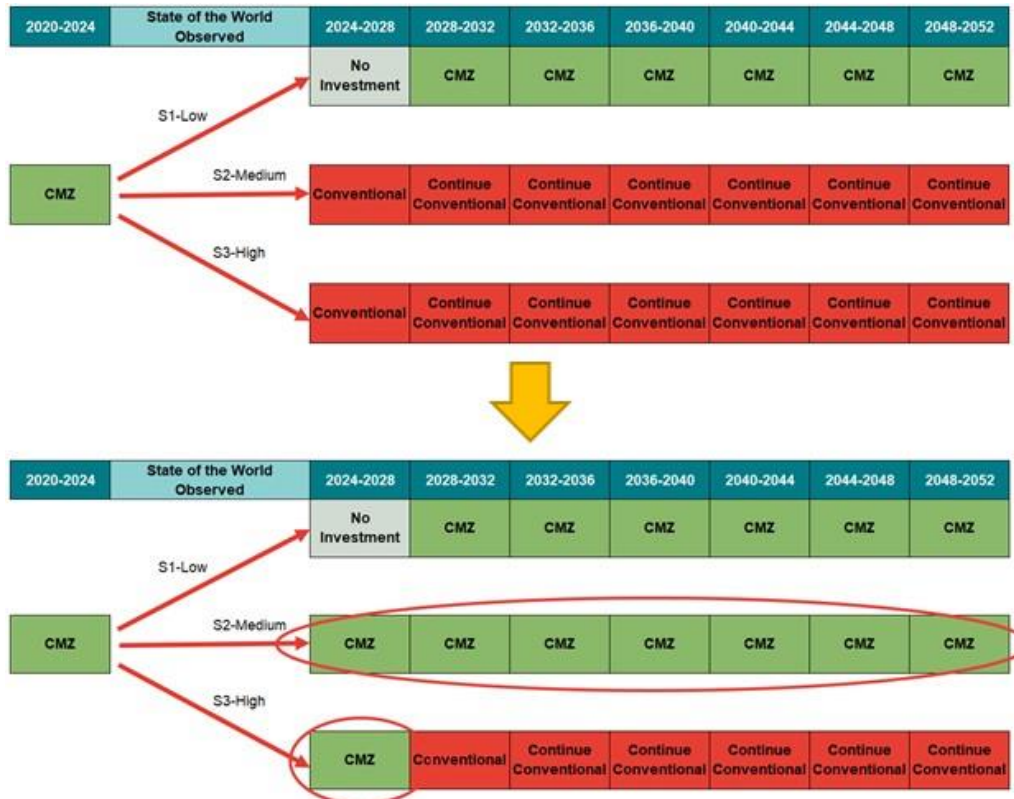 2020-2024 State of the World Observed 2024-2028 2028-2032 2032-2036 2036-2040 2040-2044 2044-2048 2048-2052
No Investment CMZ CMZ CMZ CMZ CMZ CMZ
S1-Low
CMZ
S2-Medium
Conventional Continue Conventional Continue Conventional Continue Conventional Continue Conventional Continue Conventional Continue Conventional
S3-High
Conventional Continue Conventional Continue Conventional Continue Conventional Continue Conventional Continue Conventional Continue Conventional
2020-2024 State of the World Observed 2024-2028 2028-2032 2032-2036 2036-2040 2040-2044 2044-2048 2048-2052
No Investment CMZ CMZ CMZ CMZ CMZ CMZ
S1-Low
CMZ
S2-Medium
CMZ CMZ CMZ CMZ CMZ CMZ CMZ
S3-High
CMZ Conventional Continue Conventional Continue Conventional Continue Conventional Continue Conventional Continue Conventional